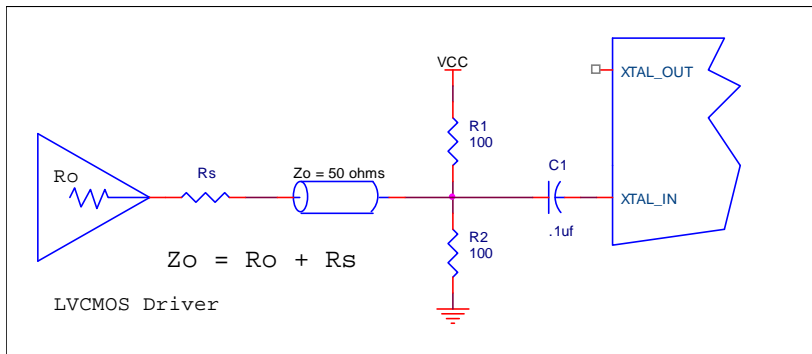 VCC
XTAL_OUT
R1
100
C1
Ro
Rs
Zo = 50 ohms
XTAL_IN
.1uf
R2
100
Zo = Ro + Rs
LVCMOS Driver